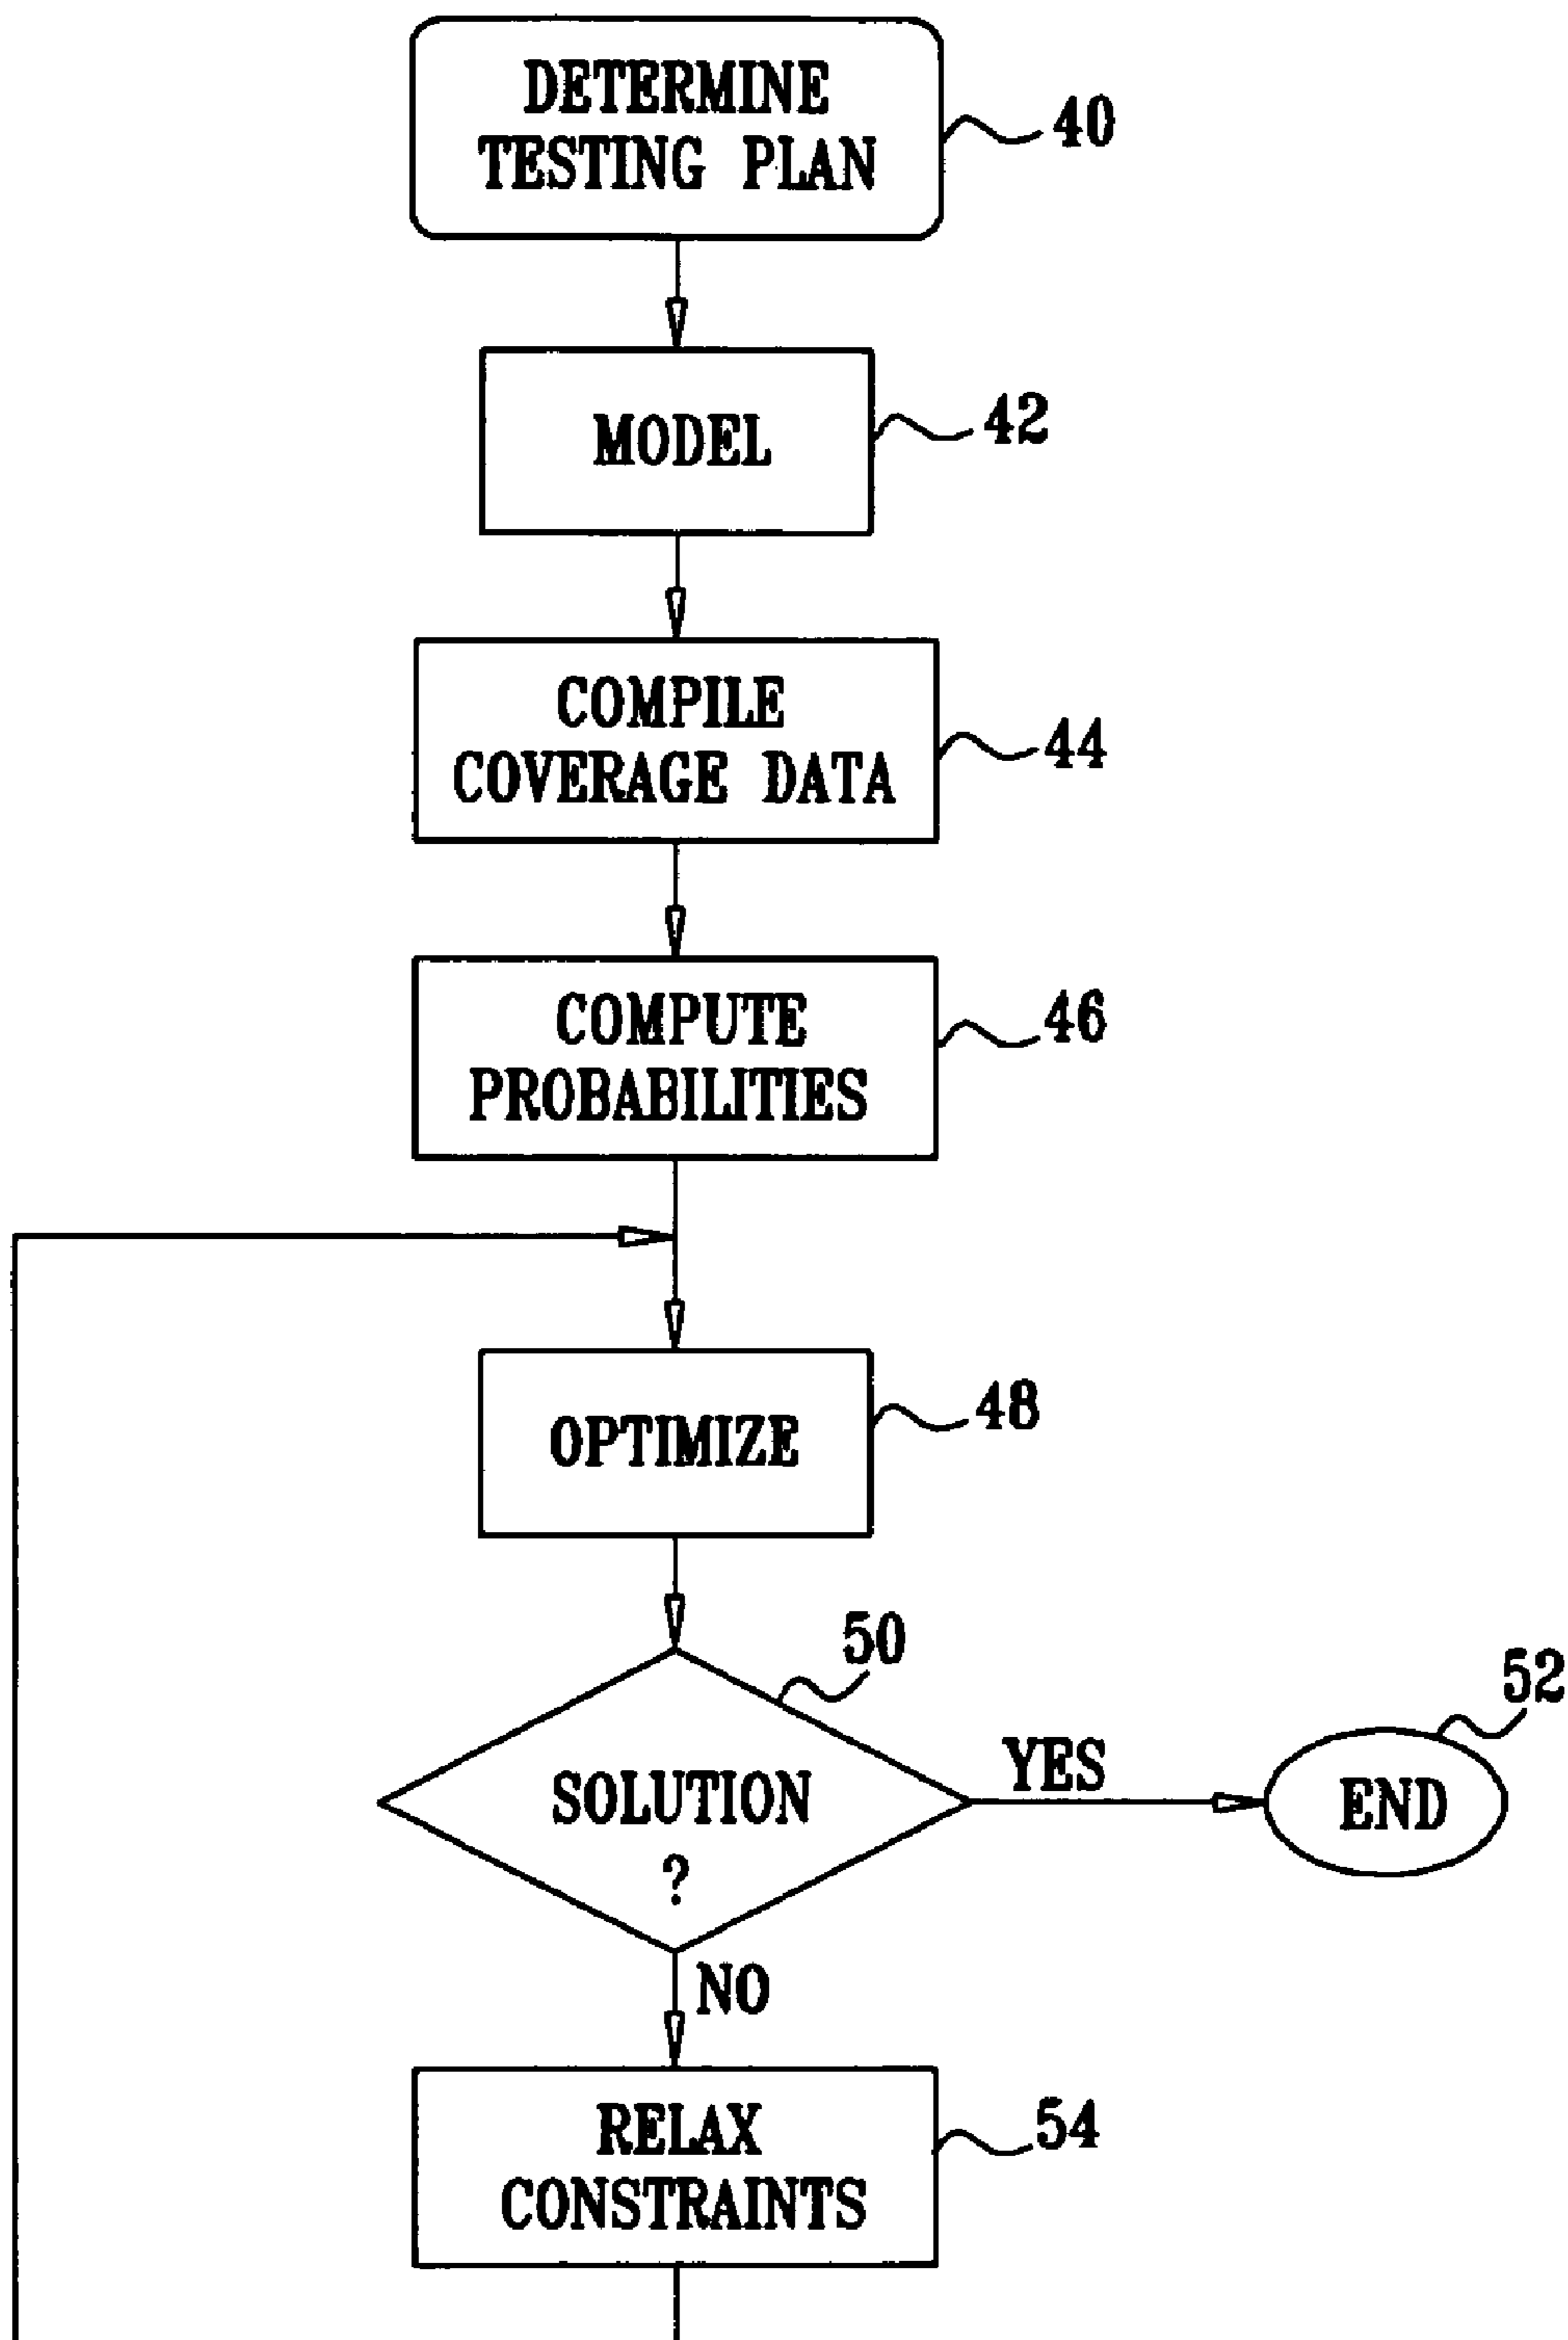 DETERMINE
TESTING PLAN
40
MODEL
42
COMPILE
COVERAGE DATA
44
COMPUTE
PROBABILITIES
46
OPTIMIZE
48
50
SOLUTION
?
YES
52
END
NO
RELAX
CONSTRAINTS
54